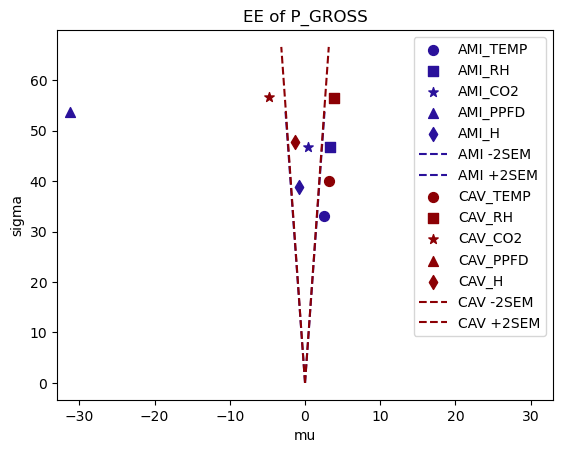 EE of P_GROSS
sigma
60
50
40
30
20
10
0
−30
−20
−10
0
10
20
30
mu
AMI_TEMP
AMI_RH
AMI_CO2
AMI_PPFD
AMI_H
AMI -2SEM
AMI +2SEM
CAV_TEMP
CAV_RH
CAV_CO2
CAV_PPFD
CAV_H
CAV -2SEM
CAV +2SEM